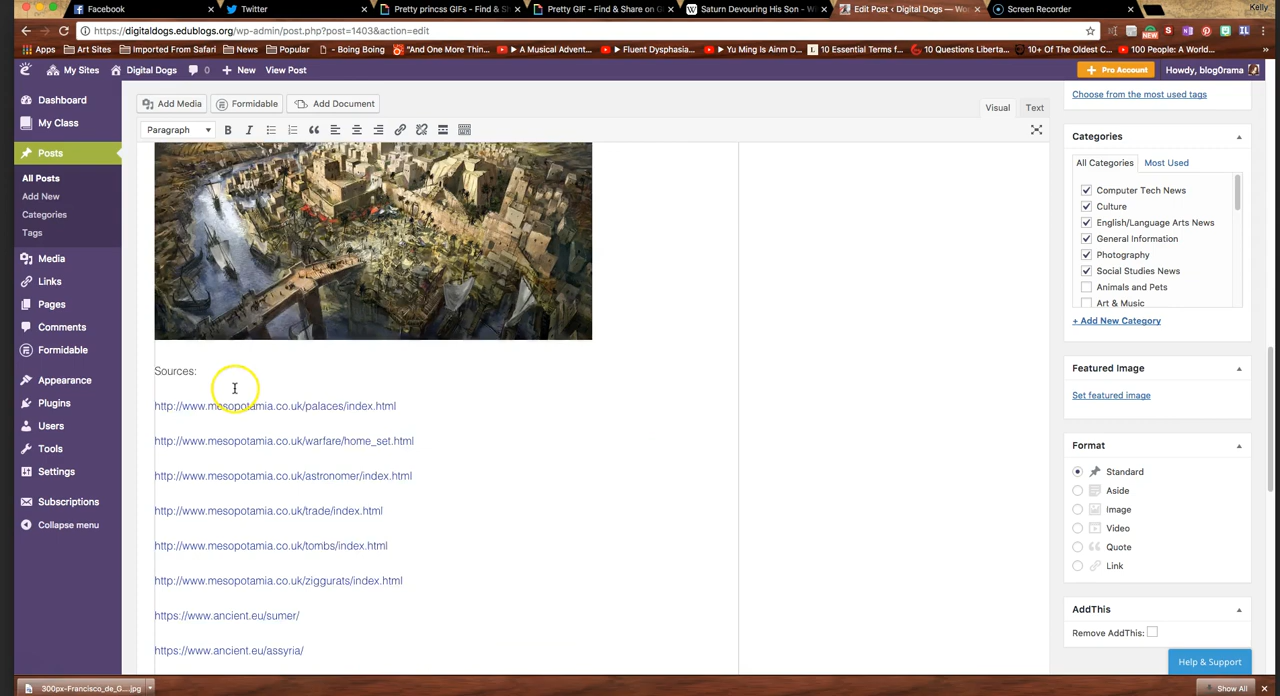 Facebook
Twitter
Pretty princss GIFs - Find & S
Pretty GIF - Find & Share on G
Saturn Devouring His Son - W
Edit Post ‹ Digital Dogs — Wo
Screen Recorder
Kelly
https://digitaldogs.edublogs.org/wp-admin/post.php?post=1403&action=edit
Apps
Art Sites
Imported From Safari
News
Popular
- Boing Boing
"And One More Thin...
A Musical Advent...
Fluent Dysphasia...
Yu Ming Is Ainm D...
10 Essential Terms f...
10 Questions Liberta...
10+ Of The Oldest C...
100 People: A World...
My Sites
Digital Dogs
0
+ New
View Post
+ Pro Account
Howdy, blog0rama
Dashboard
My Class
Posts
All Posts
Add New
Categories
Tags
Media
Links
Pages
Comments
Formidable
Appearance
Plugins
Users
Tools
Settings
Subscriptions
Collapse menu
Add Media
Formidable
Add Document
Visual
Text
Paragraph
B
I
Sources:
http://www.mesopotamia.co.uk/palaces/index.html
http://www.mesopotamia.co.uk/warfare/home_set.html
http://www.mesopotamia.co.uk/astronomer/index.html
http://www.mesopotamia.co.uk/trade/index.html
http://www.mesopotamia.co.uk/tombs/index.html
http://www.mesopotamia.co.uk/ziggurats/index.html
https://www.ancient.eu/sumer/
https://www.ancient.eu/assyria/
Choose from the most used tags
Categories
All Categories
Most Used
Computer Tech News
Culture
English/Language Arts News
General Information
Photography
Social Studies News
Animals and Pets
Art & Music
+ Add New Category
Featured Image
Set featured image
Format
Standard
Aside
Image
Video
Quote
Link
AddThis
Remove AddThis:
Help & Support
300px-Francisco_de_G....jpg
Show All